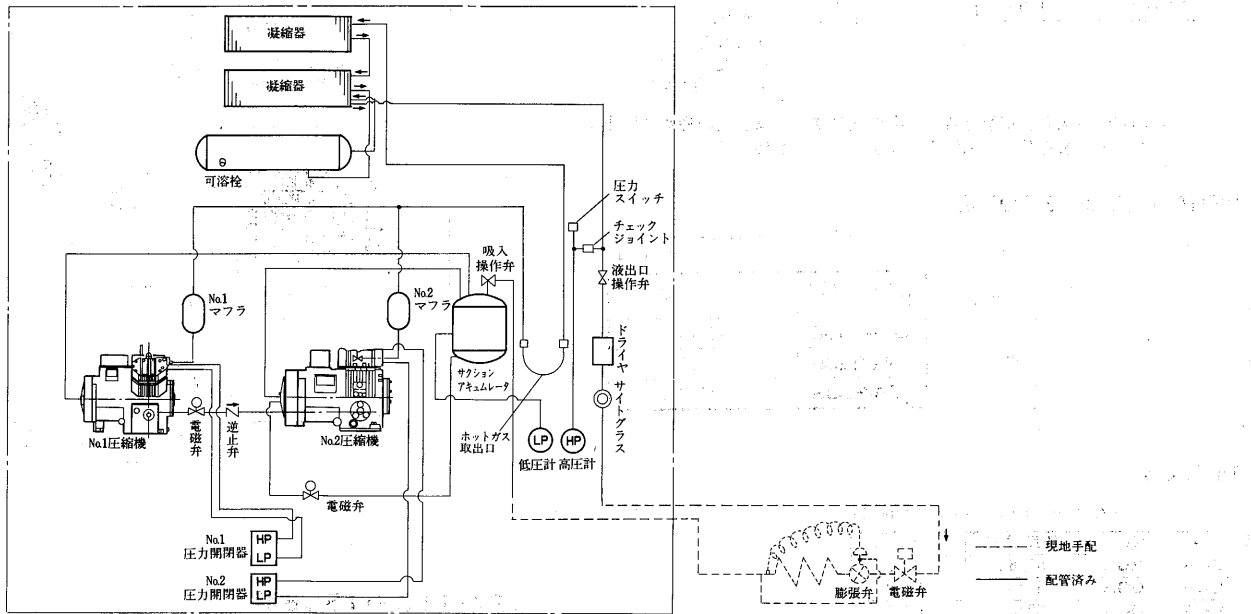 凝縮器
凝縮器
可溶栓
圧力
スイッチ
チェック
ジョイント
吸入
操作弁
液出口
操作弁
No.1
マフラ
No.2
マフラ
ドライヤ
サイトグラス
サクション
アキュムレータ
No.1圧縮機
電磁弁
逆止弁
No.2圧縮機
ホットガス
取出口
LP
HP
低圧計
高圧計
電磁弁
No.1
圧力開閉器
HP
LP
No.2
圧力開閉器
HP
LP
膨張弁
電磁弁
現地手配
配管済み